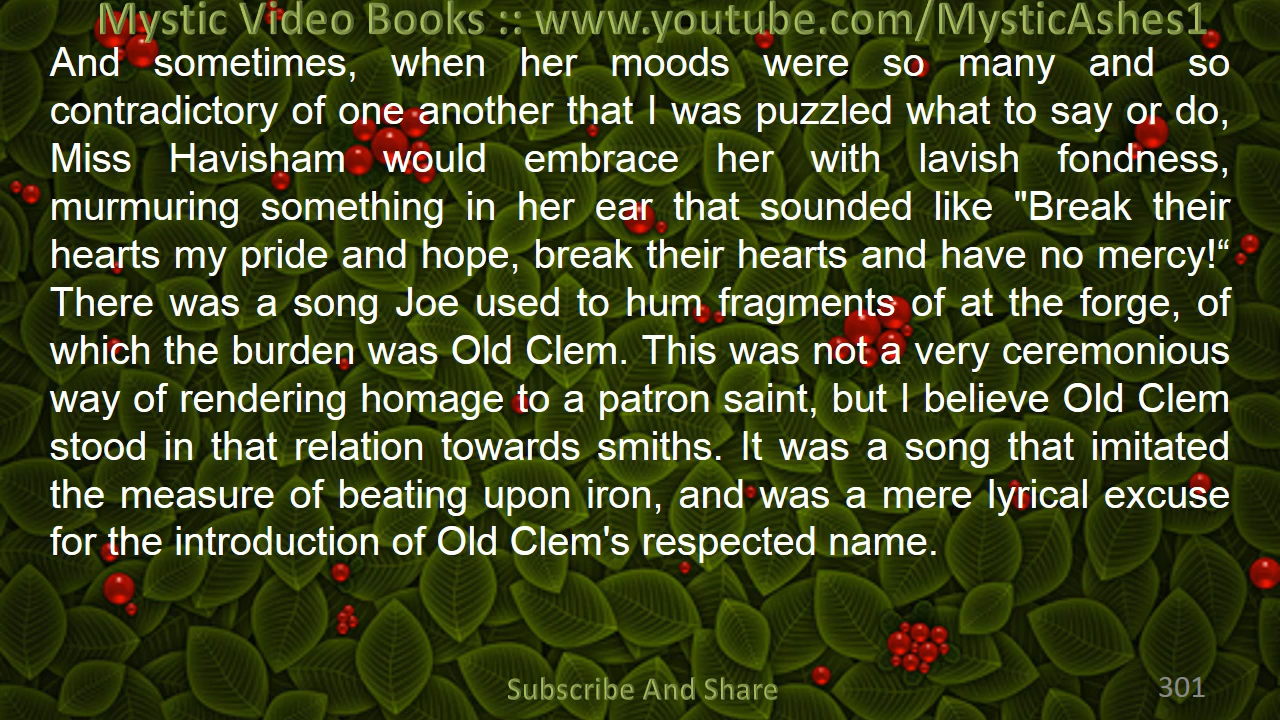 Mystic Video Books :: www.youtube.com/MysticAshes1
And sometimes, when her moods were so many and so
contradictory of one another that I was puzzled what to say or do,
Miss Havisham would embrace her with lavish fondness,
murmuring something in her ear that sounded like "Break their
hearts my pride and hope, break their hearts and have no mercy!“
There was a song Joe used to hum fragments of at the forge, of
which the burden was Old Clem. This was not a very ceremonious
way of rendering homage to a patron saint, but I believe Old Clem
stood in that relation towards smiths. It was a song that imitated
the measure of beating upon iron, and was a mere lyrical excuse
for the introduction of Old Clem's respected name.
Subscribe And Share
301